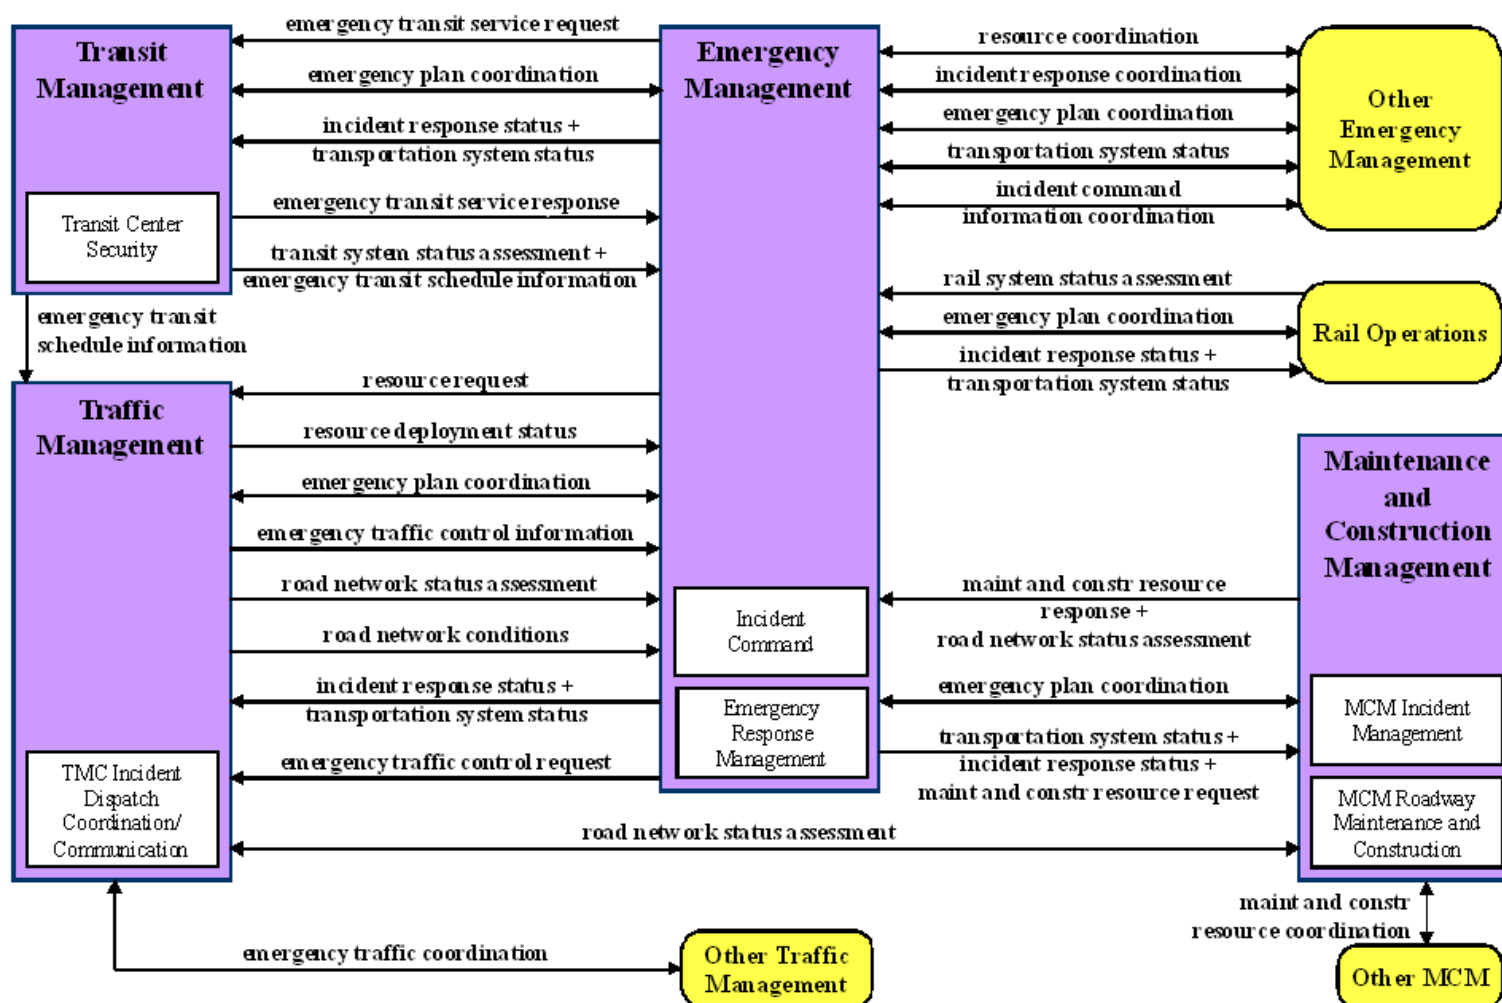 Transit
Management
Transit Center
Security
emergency transit service request
emergency plan coordination
incident response status +
transportation system status
emergency transit service response
transit system status assessment +
emergency transit schedule information
Emergency
Management
Incident
Command
Emergency
Response
Management
resource coordination
incident response coordination
emergency plan coordination
transportation system status
incident command
information coordination
Other
Emergency
Management
rail system status assessment
emergency plan coordination
incident response status +
transportation system status
Rail Operations
emergency transit
schedule information
Traffic
Management
TMC Incident
Dispatch
Coordination/
Communication
resource request
resource deployment status
emergency plan coordination
emergency traffic control information
road network status assessment
road network conditions
incident response status +
transportation system status
emergency traffic control request
maint and constr resource
response +
road network status assessment
emergency plan coordination
transportation system status +
incident response status +
maint and constr resource request
Maintenance
and
Construction
Management
MCM Incident
Management
MCM Roadway
Maintenance and
Construction
road network status assessment
emergency traffic coordination
Other Traffic
Management
maint and constr
resource coordination
Other MCM